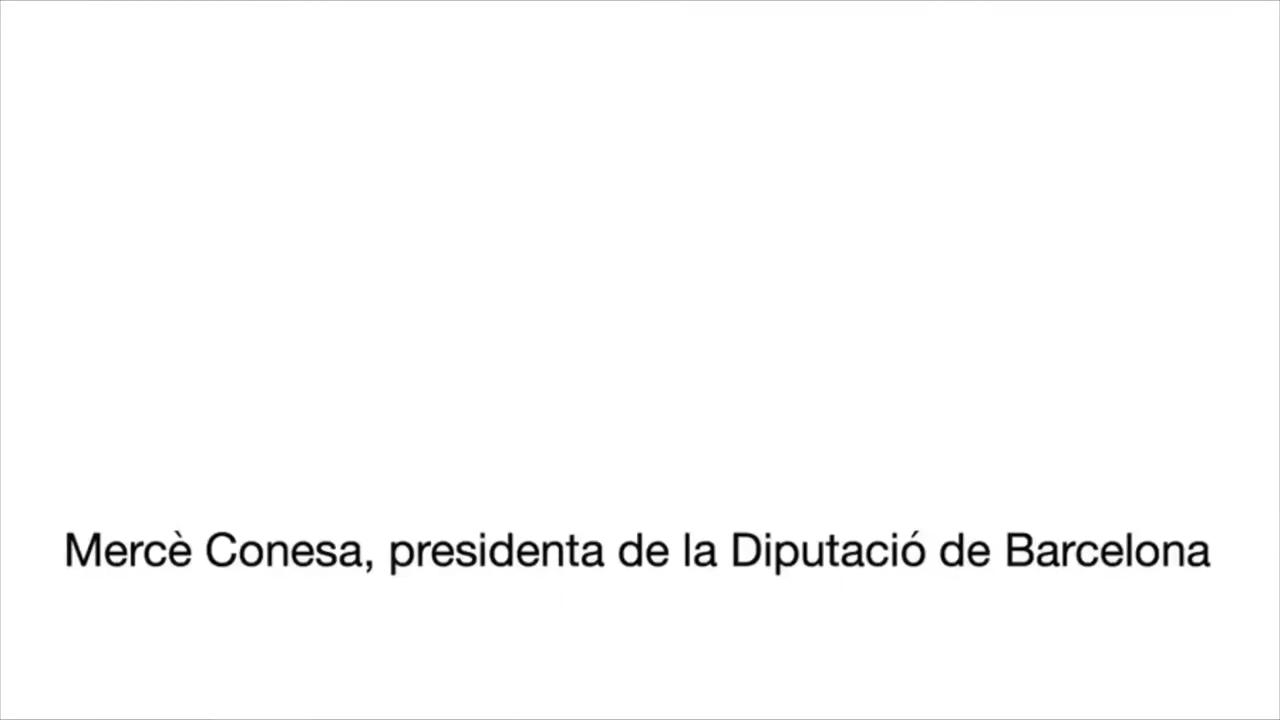 Mercè Conesa, presidenta de la Diputació de Barcelona